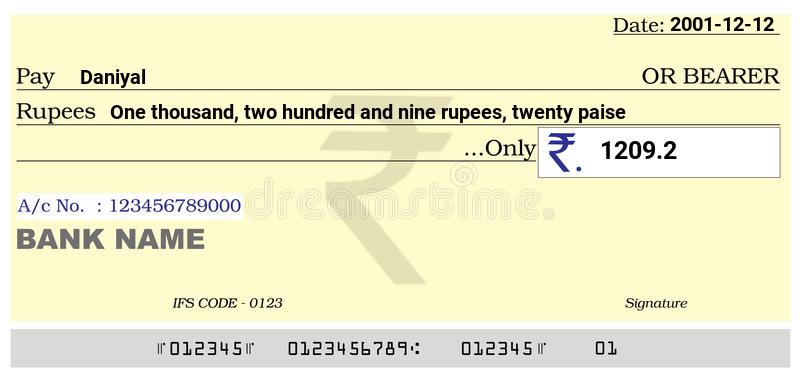 Date: 2001-12-12
Pay Daniyal OR BEARER
Rupees One thousand, two hundred and nine rupees, twenty paise
...Only ₹. 1209.2
A/c No. : 123456789000
dreamstime
BANK NAME
IFS CODE - 0123 Signature
⑈012345⑈ 0123456789⑆ 012345⑈ 01